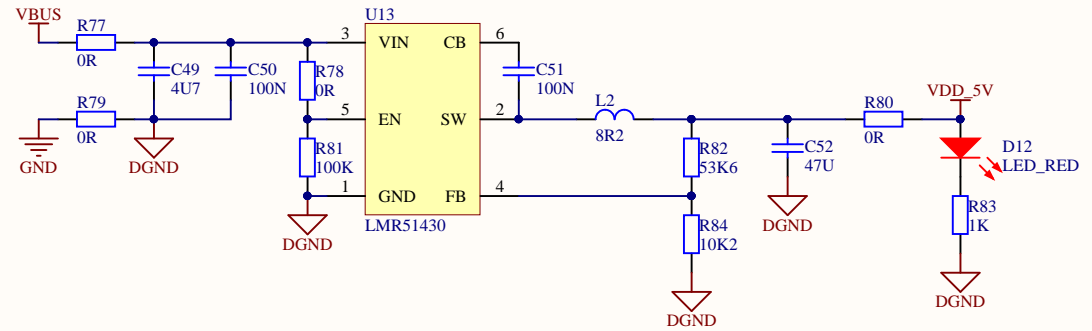 VBUS
R77
0R
C49
4U7
C50
100N
R79
0R
GND
DGND
R78
0R
R81
100K
DGND
U13
3
VIN
CB
6
5
EN
SW
2
1
GND
FB
4
LMR51430
C51
100N
L2
8R2
R82
53K6
R84
10K2
DGND
C52
47U
DGND
R80
0R
VDD_5V
D12
LED_RED
R83
1K
DGND